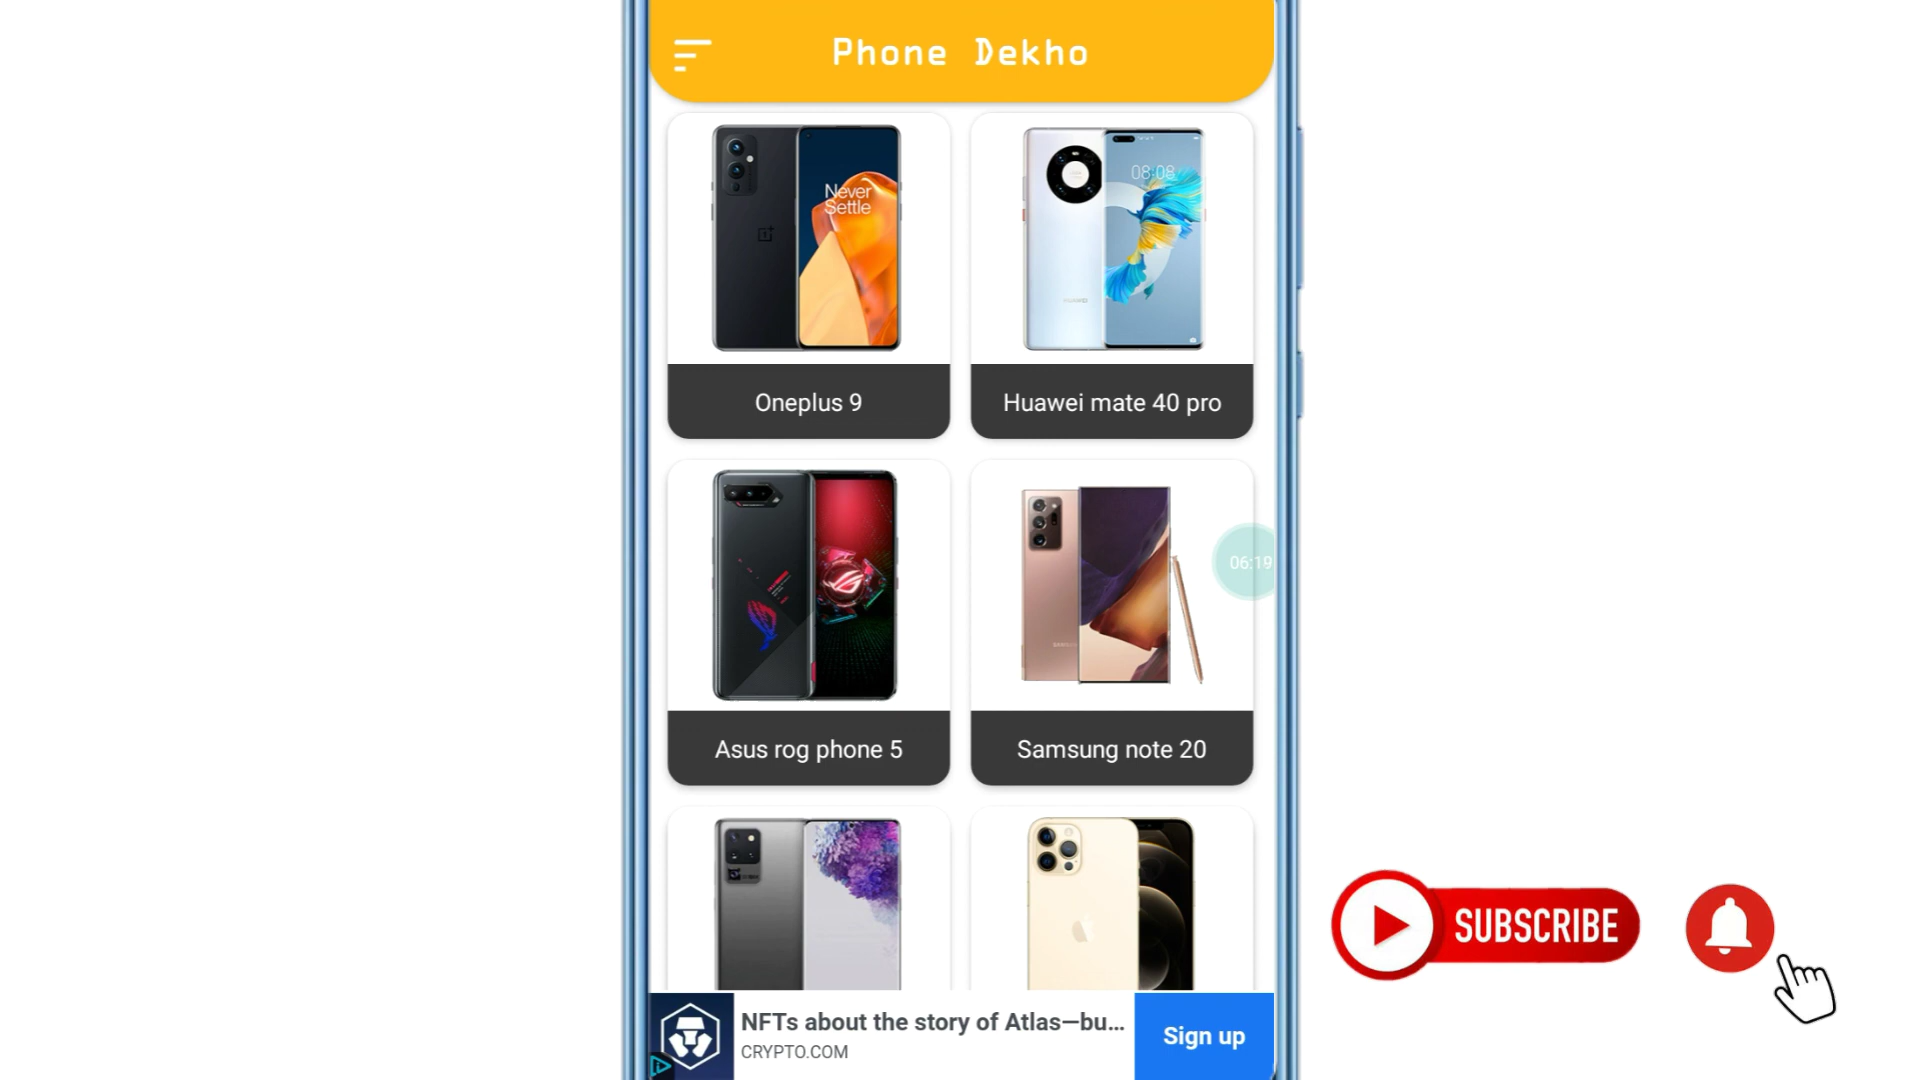 Phone Dekho
Never
Settle
08:08
Oneplus 9
Huawei mate 40 pro
06:19
Asus rog phone 5
Samsung note 20
SUBSCRIBE
NFTs about the story of Atlas—bu...
CRYPTO.COM
Sign up